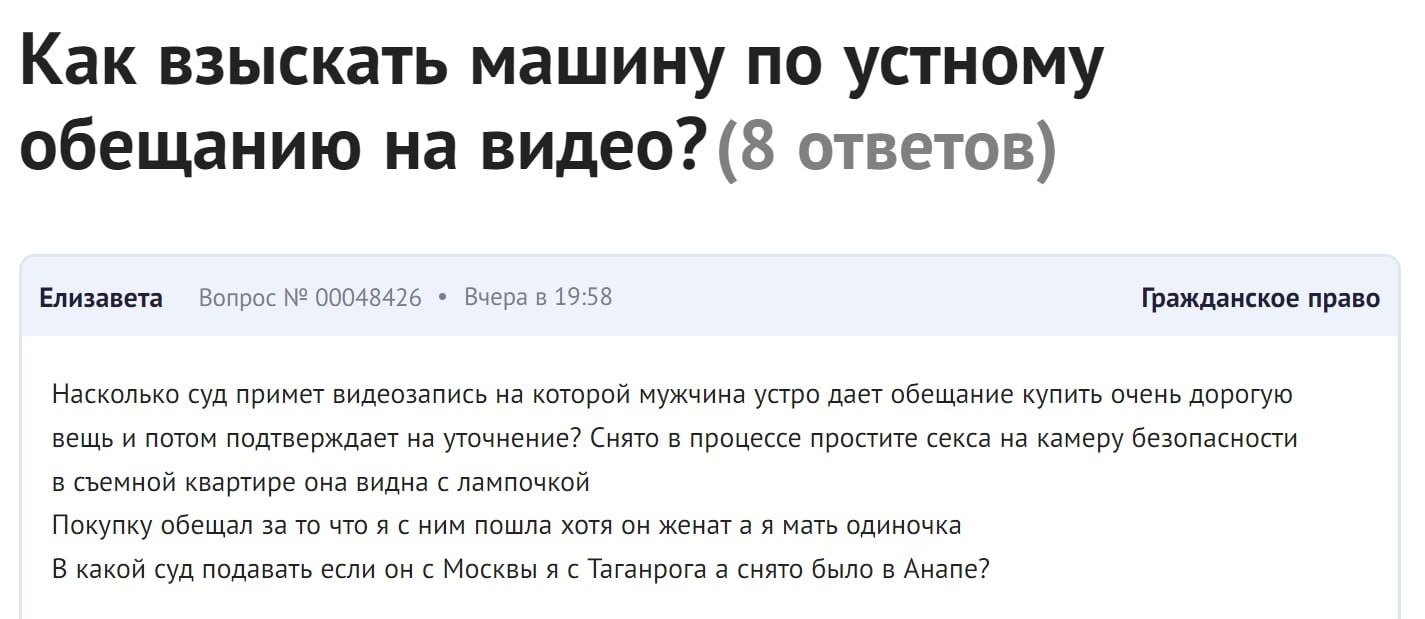 Как взыскать машину по устному
обещанию на видео? (8 ответов)
Елизавета Вопрос № 00048426 • Вчера в 19:58 Гражданское право
Насколько суд примет видеозапись на которой мужчина устро дает обещание купить очень дорогую
вещь и потом подтверждает на уточнение? Снято в процессе простите секса на камеру безопасности
в съемной квартире она видна с лампочкой
Покупку обещал за то что я с ним пошла хотя он женат а я мать одиночка
В какой суд подавать если он с Москвы я с Таганрога а снято было в Анапе?